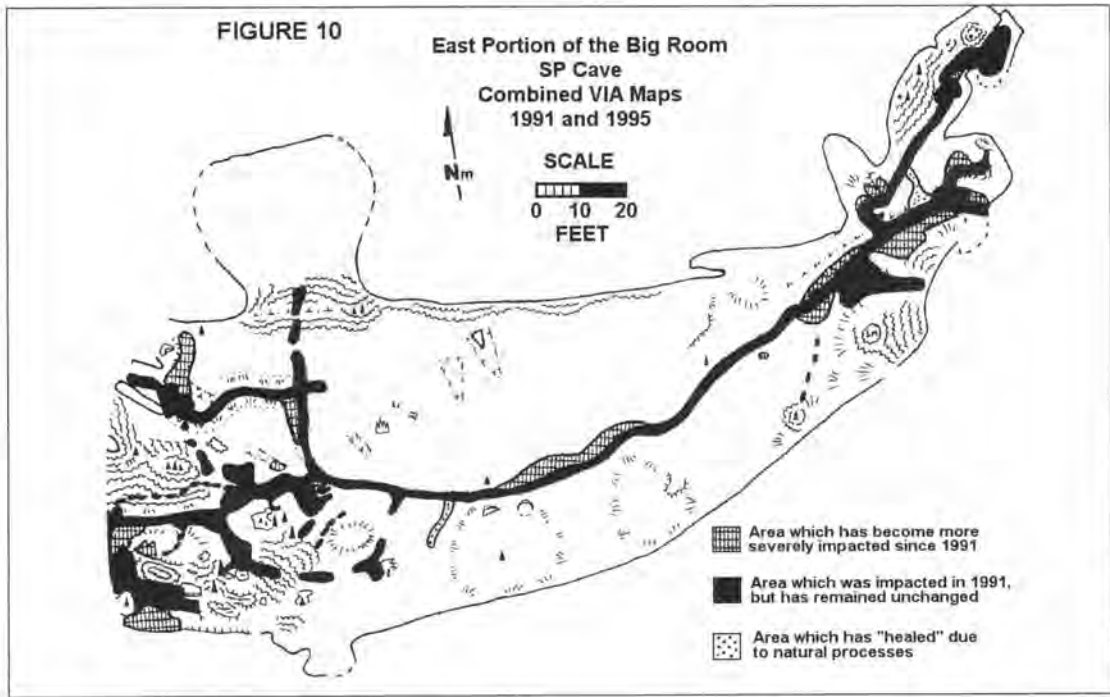 FIGURE 10
East Portion of the Big Room
SP Cave
Combined VIA Maps
1991 and 1995
Nm
SCALE
0 10 20
FEET
Area which has become more
severely impacted since 1991
Area which was impacted in 1991,
but has remained unchanged
Area which has "healed" due
to natural processes